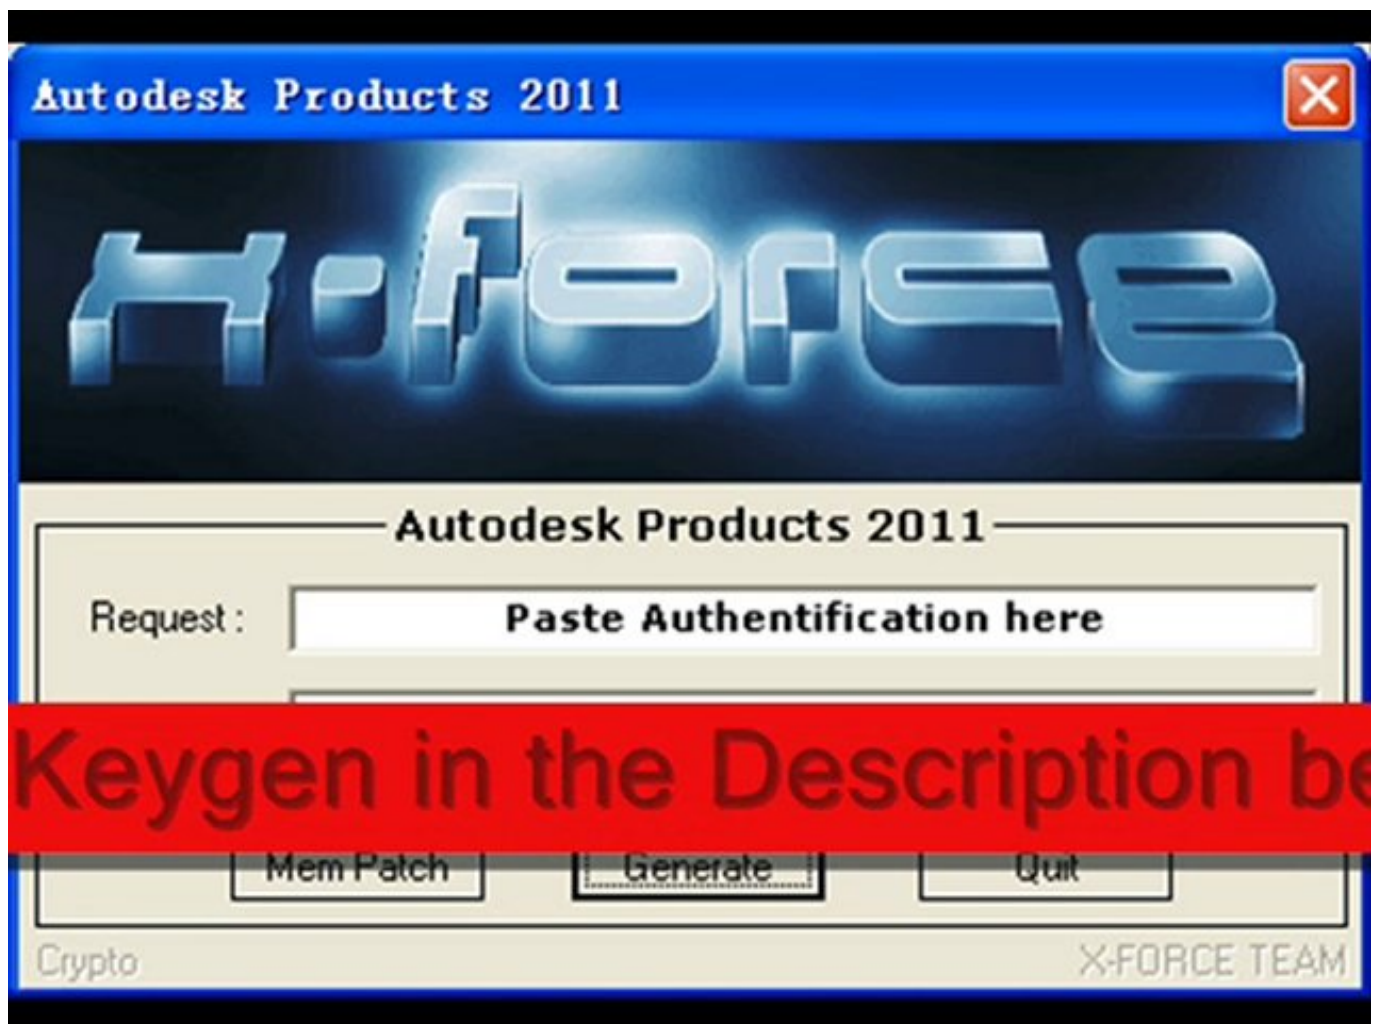 Autodesk Products 2011
X-force
Autodesk Products 2011
Request :
Paste Authentification here
Keygen in the Description be
Mem Patch
Generate
Quit
Crypto
X-FORCE TEAM